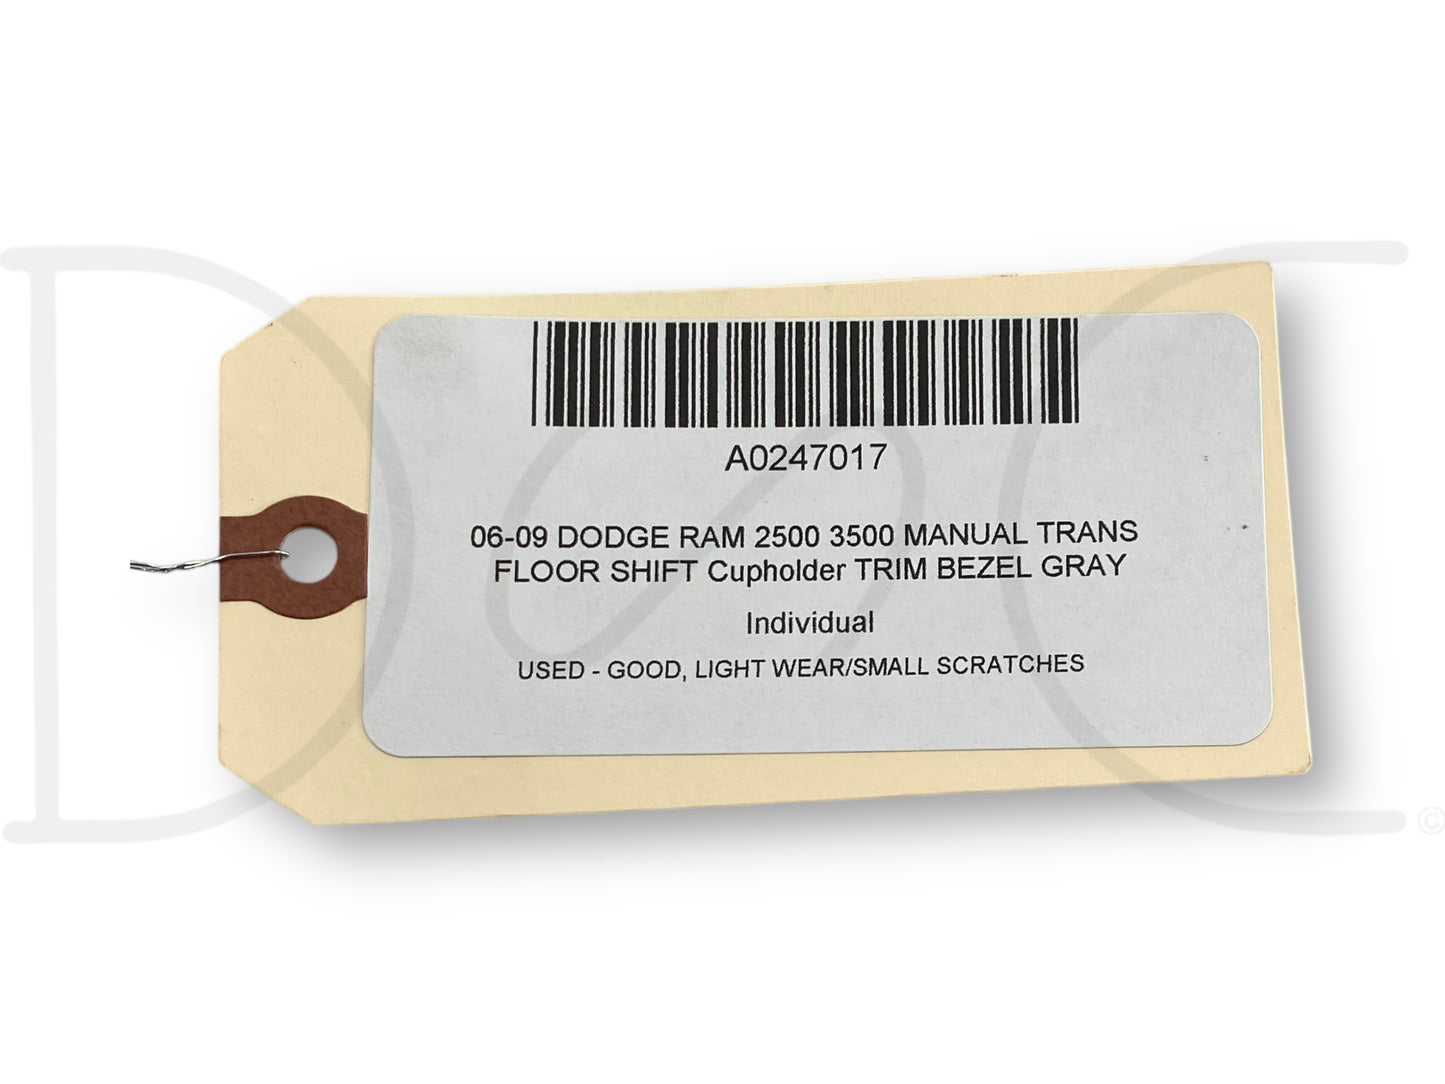 A0247017
06-09 DODGE RAM 2500 3500 MANUAL TRANS
FLOOR SHIFT Cupholder TRIM BEZEL GRAY
Individual
USED - GOOD, LIGHT WEAR/SMALL SCRATCHES
©